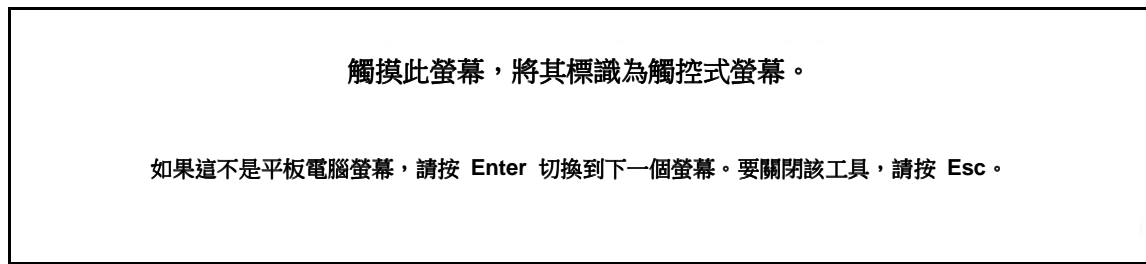 觸摸此螢幕，將其標識為觸控式螢幕。
如果這不是平板電腦螢幕，請按 Enter 切換到下一個螢幕。要關閉該工具，請按 Esc。